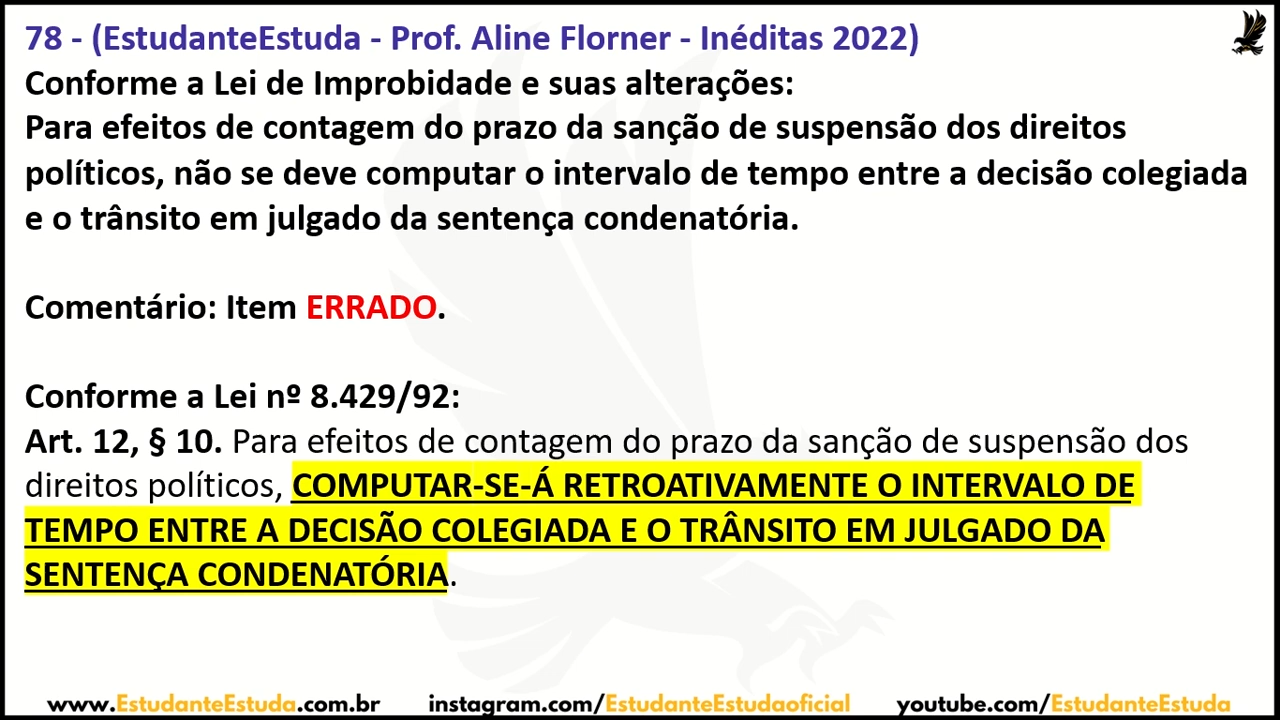 78 - (EstudanteEstuda - Prof. Aline Florner - Inéditas 2022)
Conforme a Lei de Improbidade e suas alterações:
Para efeitos de contagem do prazo da sanção de suspensão dos direitos
políticos, não se deve computar o intervalo de tempo entre a decisão colegiada
e o trânsito em julgado da sentença condenatória.
Comentário: Item ERRADO.
Conforme a Lei nº 8.429/92:
Art. 12, § 10. Para efeitos de contagem do prazo da sanção de suspensão dos
direitos políticos, COMPUTAR-SE-Á RETROATIVAMENTE O INTERVALO DE
TEMPO ENTRE A DECISÃO COLEGIADA E O TRÂNSITO EM JULGADO DA
SENTENÇA CONDENATÓRIA.
www.EstudanteEstuda.com.br instagram.com/EstudanteEstudaoficial youtube.com/EstudanteEstuda